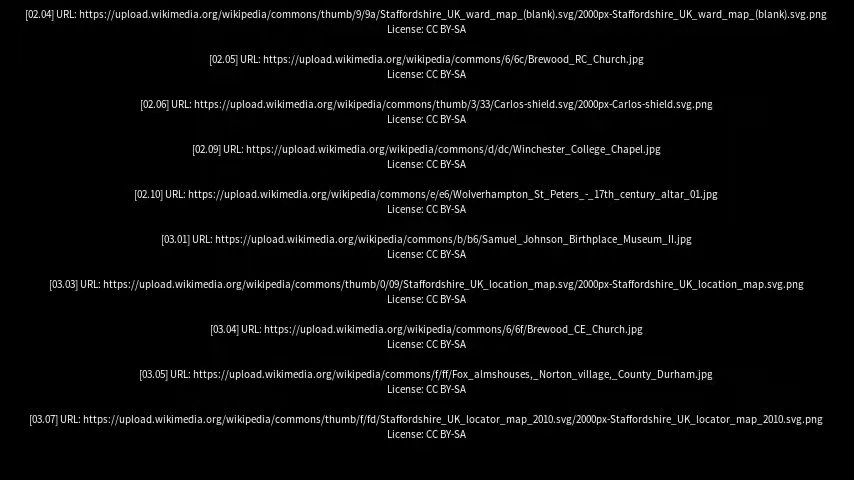 [02.04] URL: https://upload.wikimedia.org/wikipedia/commons/thumb/9/9a/Staffordshire_UK_ward_map_(blank).svg/2000px-Staffordshire_UK_ward_map_(blank).svg.png
License: CC BY-SA
[02.05] URL: https://upload.wikimedia.org/wikipedia/commons/6/6c/Brewood_RC_Church.jpg
License: CC BY-SA
[02.06] URL: https://upload.wikimedia.org/wikipedia/commons/thumb/3/33/Carlos-shield.svg/2000px-Carlos-shield.svg.png
License: CC BY-SA
[02.09] URL: https://upload.wikimedia.org/wikipedia/commons/d/dc/Winchester_College_Chapel.jpg
License: CC BY-SA
[02.10] URL: https://upload.wikimedia.org/wikipedia/commons/e/e6/Wolverhampton_St_Peters_-_17th_century_altar_01.jpg
License: CC BY-SA
[03.01] URL: https://upload.wikimedia.org/wikipedia/commons/b/b6/Samuel_Johnson_Birthplace_Museum_II.jpg
License: CC BY-SA
[03.03] URL: https://upload.wikimedia.org/wikipedia/commons/thumb/0/09/Staffordshire_UK_location_map.svg/2000px-Staffordshire_UK_location_map.svg.png
License: CC BY-SA
[03.04] URL: https://upload.wikimedia.org/wikipedia/commons/6/6f/Brewood_CE_Church.jpg
License: CC BY-SA
[03.05] URL: https://upload.wikimedia.org/wikipedia/commons/f/ff/Fox_almshouses,_Norton_village,_County_Durham.jpg
License: CC BY-SA
[03.07] URL: https://upload.wikimedia.org/wikipedia/commons/thumb/f/fd/Staffordshire_UK_locator_map_2010.svg/2000px-Staffordshire_UK_locator_map_2010.svg.png
License: CC BY-SA